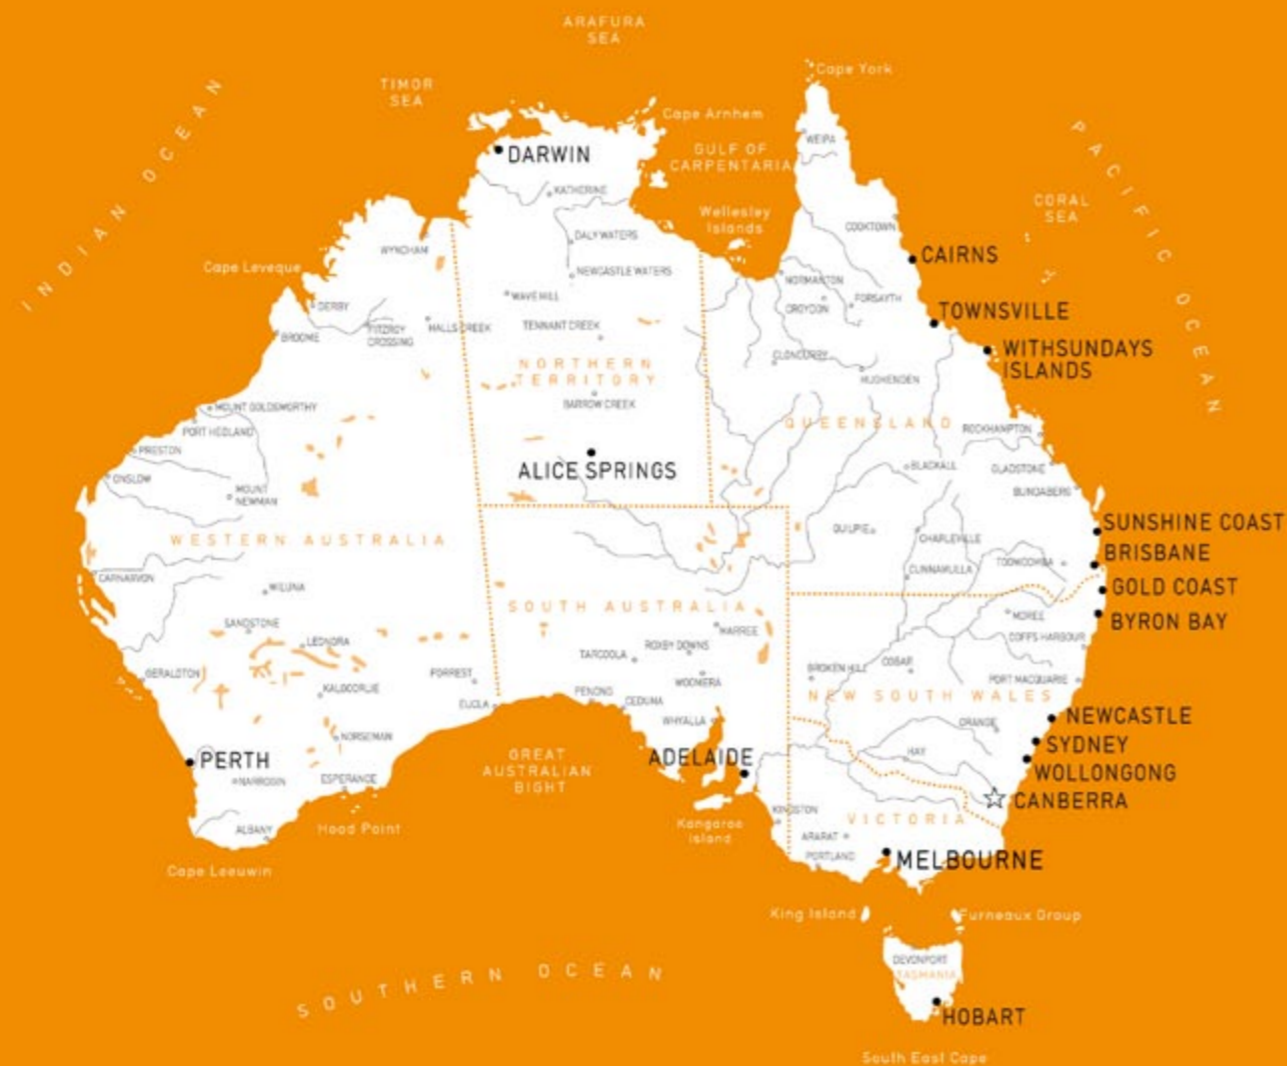 ARAFURA
SEA
TIMOR
SEA
Cape York
Cape Arnhem
GULF OF
CARPENTARIA
WEIPA
DARWIN
INDIAN OCEAN
PACIFIC OCEAN
KATHERINE
Wellesley
Islands
CORAL
SEA
COOKTOWN
DALY WATERS
WYNDHAM
CAIRNS
Cape Leveque
NEWCASTLE WATERS
NORMANTON
WAVE HILL
FORSAYTH
CROYDON
DERBY
TOWNSVILLE
BROOME
FITZROY
CROSSING
HALLS CREEK
TENNANT CREEK
WITHSUNDAYS
ISLANDS
CLONCURRY
NORTHERN
TERRITORY
HUGHENDEN
BARROW CREEK
MOUNT GOLDSWORTHY
PORT HEDLAND
QUEENSLAND
ROCKHAMPTON
PRESTON
ALICE SPRINGS
BLACKALL
GLADSTONE
ONSLOW
MOUNT
NEWMAN
BUNDABERG
SUNSHINE COAST
QUILPIE
CHARLEVILLE
WESTERN AUSTRALIA
BRISBANE
TOOWOOMBA
CUNNAMULLA
CARNARVON
WILUNA
GOLD COAST
SOUTH AUSTRALIA
MOREE
BYRON BAY
SANDSTONE
MARREE
COFFS HARBOUR
LEONORA
ROXBY DOWNS
TARCOOLA
GERALDTON
FORREST
WOOMERA
BROKEN HILL
COBAR
PORT MACQUARIE
KALGOORLIE
PENONG
CEDUNA
NEW SOUTH WALES
EUCLA
WHYALLA
ORANGE
NEWCASTLE
NORSEMAN
SYDNEY
PERTH
GREAT
AUSTRALIAN
BIGHT
ADELAIDE
HAY
WOLLONGONG
NARROGIN
ESPERANCE
CANBERRA
KINGSTON
VICTORIA
ALBANY
Hood Point
Kangaroo
Island
ARARAT
PORTLAND
MELBOURNE
Cape Leeuwin
King Island
Furneaux Group
DEVONPORT
TASMANIA
SOUTHERN OCEAN
HOBART
South East Cape